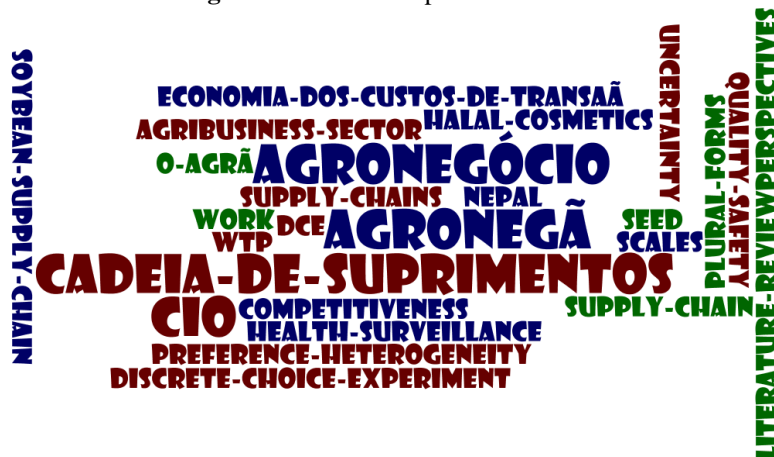 SOYBEAN-SUPPLY-CHAIN
ECONOMIA-DOS-CUSTOS-DE-TRANSAÃ
AGRIBUSINESS-SECTOR
HALAL-COSMETICS
O-AGRÃ
AGRONEGÓCIO
SUPPLY-CHAINS
NEPAL
WORK
DCE
AGRONEGÃ
SEED
WTP
SCALES
CADEIA-DE-SUPRIMENTOS
CIO
COMPETITIVENESS
SUPPLY-CHAIN
HEALTH-SURVEILLANCE
PREFERENCE-HETEROGENEITY
DISCRETE-CHOICE-EXPERIMENT
UNCERTAINTY
PLURAL-FORMS
QUALITY-SAFETY
LITERATURE-REVIEWPERSPECTIVES